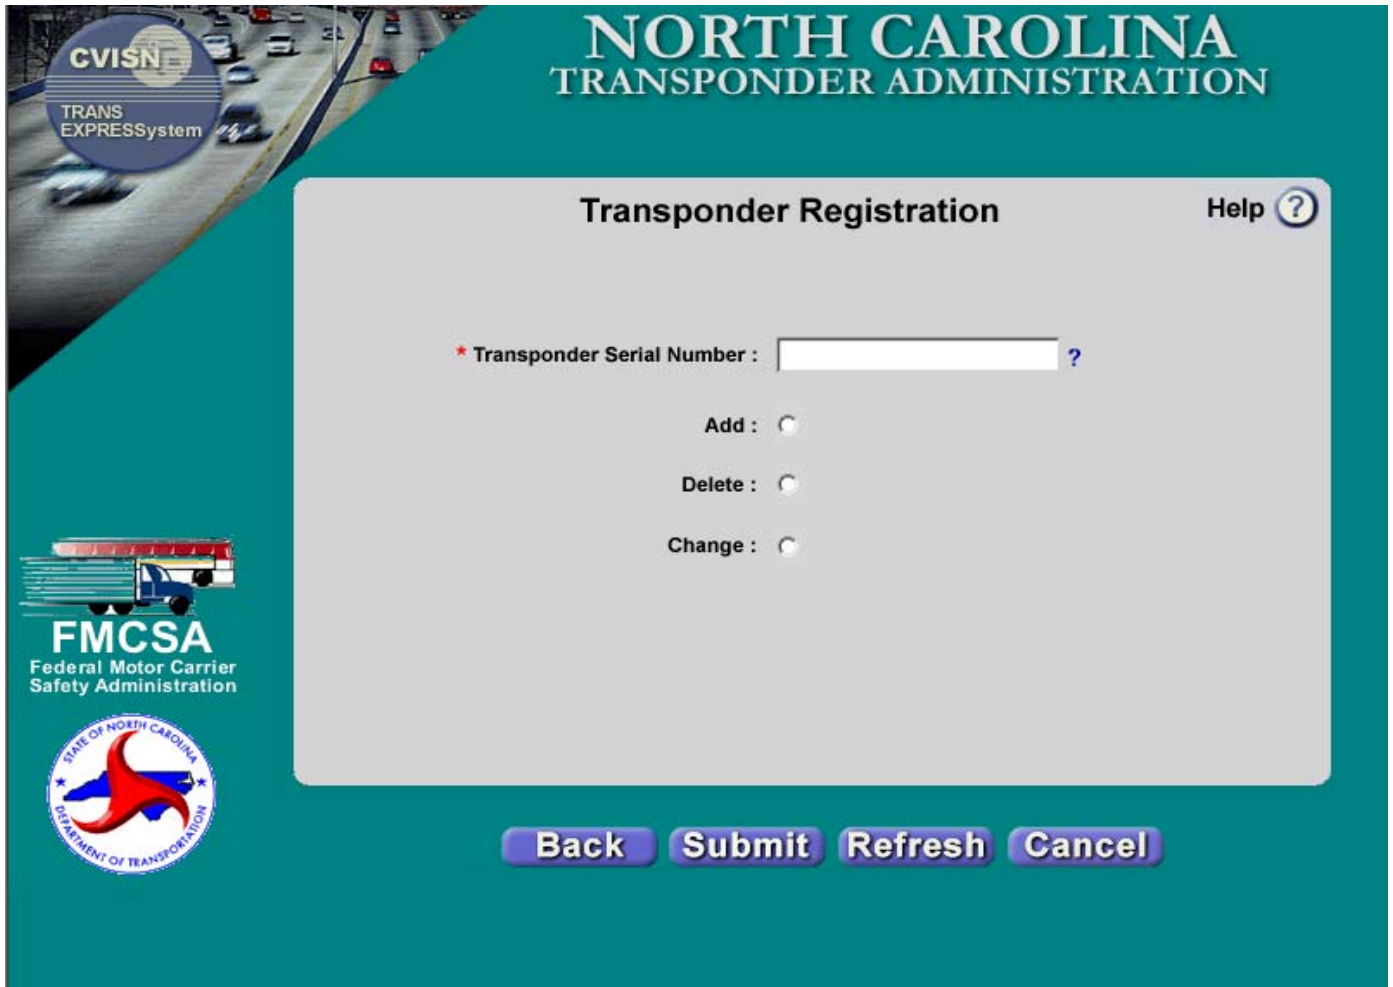 CVISN
TRANS
EXPRESSystem
NORTH CAROLINA
TRANSPONDER ADMINISTRATION
Transponder Registration
Help ?
* Transponder Serial Number :
?
Add :
Delete :
Change :
FMCSA
Federal Motor Carrier
Safety Administration
STATE OF NORTH CAROLINA
DEPARTMENT OF TRANSPORTATION
Back Submit Refresh Cancel